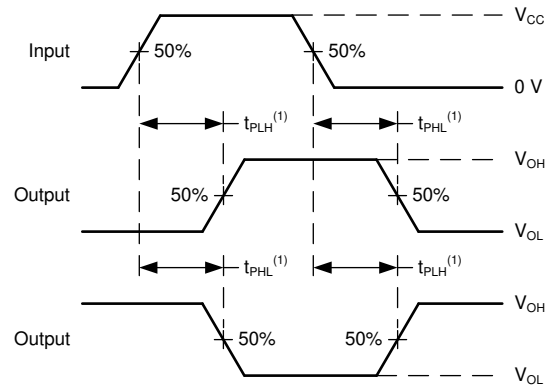 V_CC
Input 50% 50%
0 V
t_PLH^(1) t_PHL^(1)
V_OH
Output 50% 50%
V_OL
t_PHL^(1) t_PLH^(1)
V_OH
Output 50% 50%
V_OL